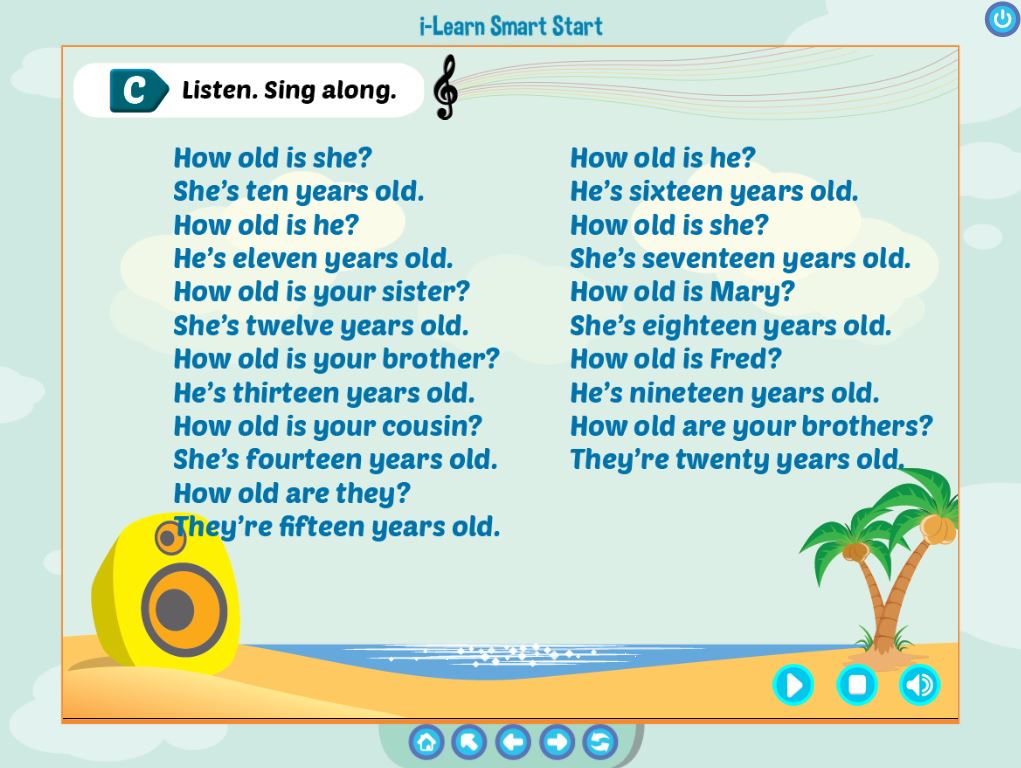 i-Learn Smart Start
C Listen. Sing along.
How old is she?
She's ten years old.
How old is he?
He's eleven years old.
How old is your sister?
She's twelve years old.
How old is your brother?
He's thirteen years old.
How old is your cousin?
She's fourteen years old.
How old are they?
They're fifteen years old.
How old is he?
He's sixteen years old.
How old is she?
She's seventeen years old.
How old is Mary?
She's eighteen years old.
How old is Fred?
He's nineteen years old.
How old are your brothers?
They're twenty years old.